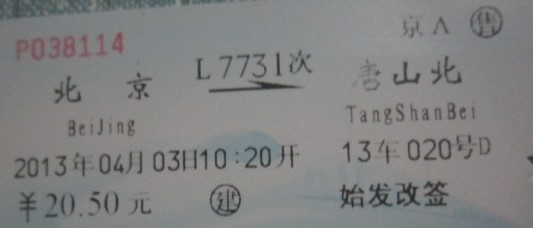 P038114 京A 售
北京 L7731次 唐山北
BeiJing TangShanBei
2013年04月03日10:20开 13车020号D
¥20.50元 建 始发改签